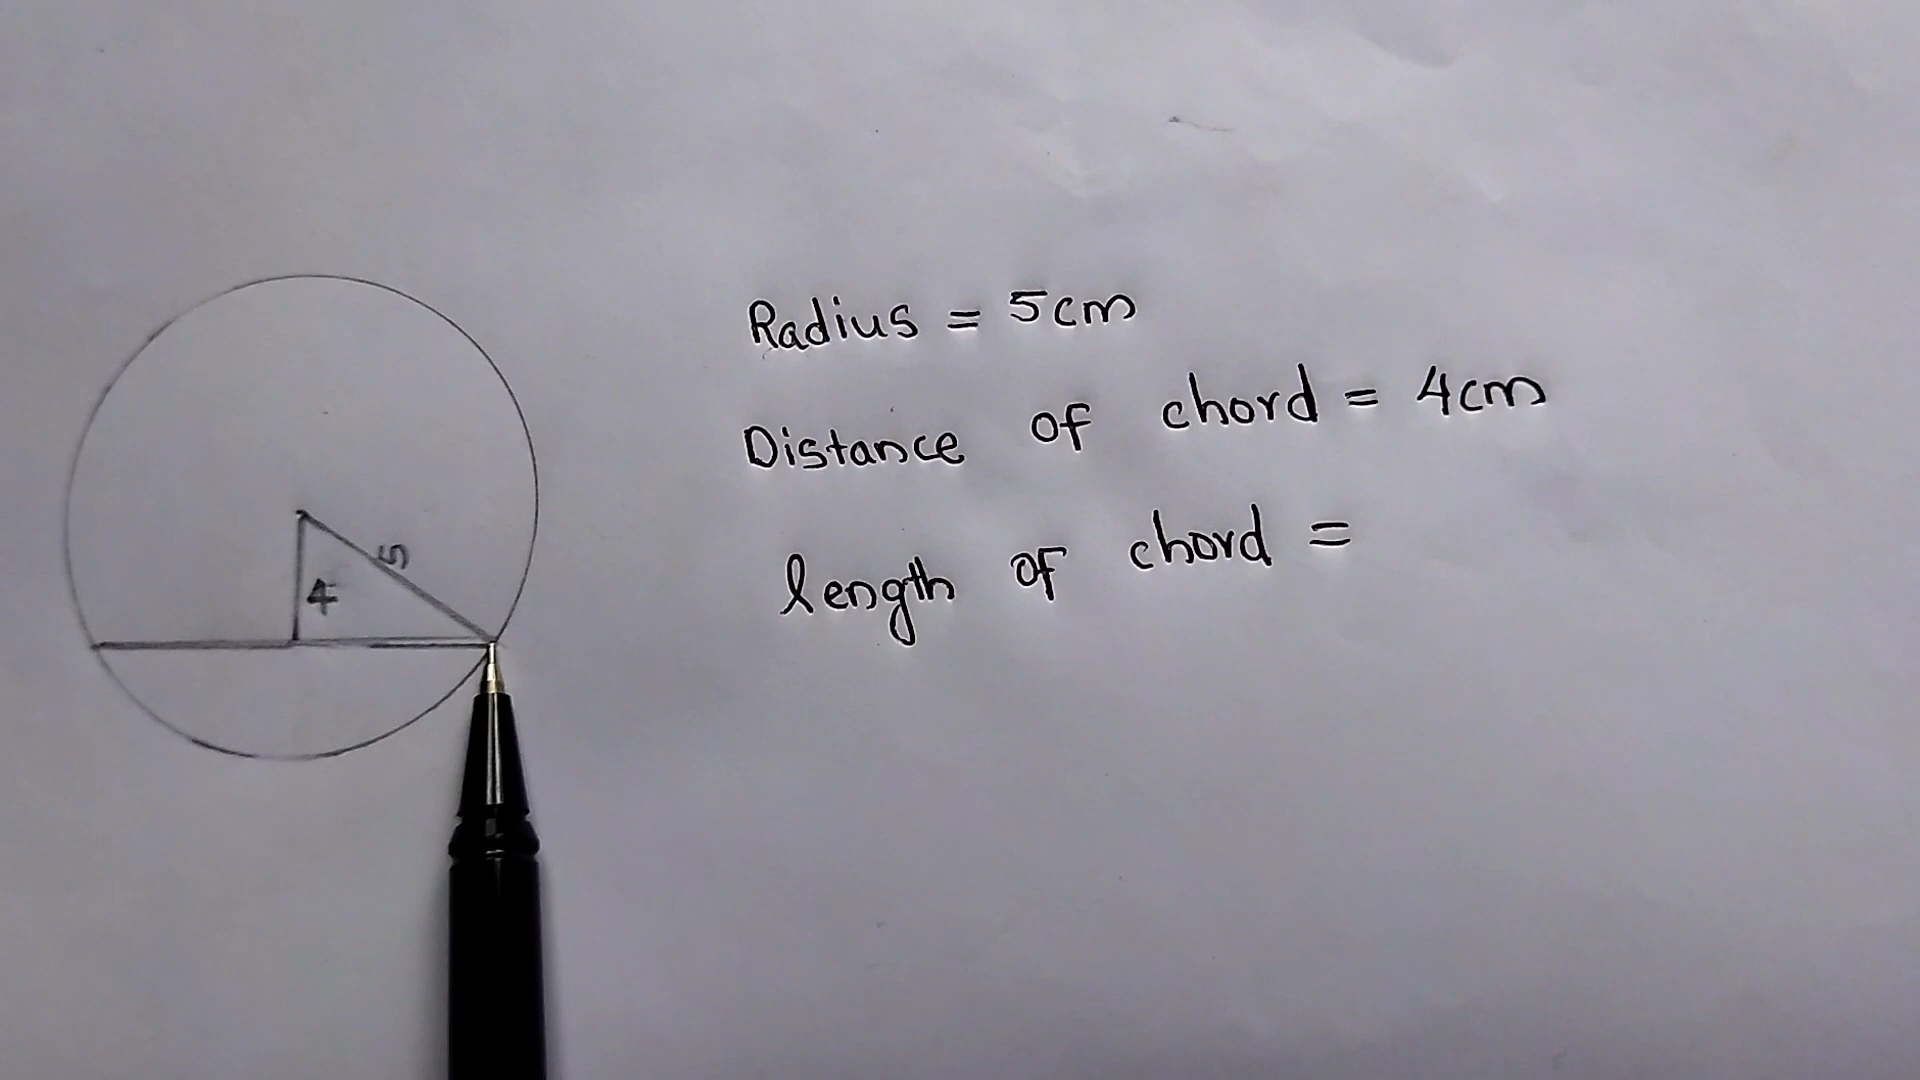 Radius = 5cm
Distance of chord = 4cm
length of chord =
5
4